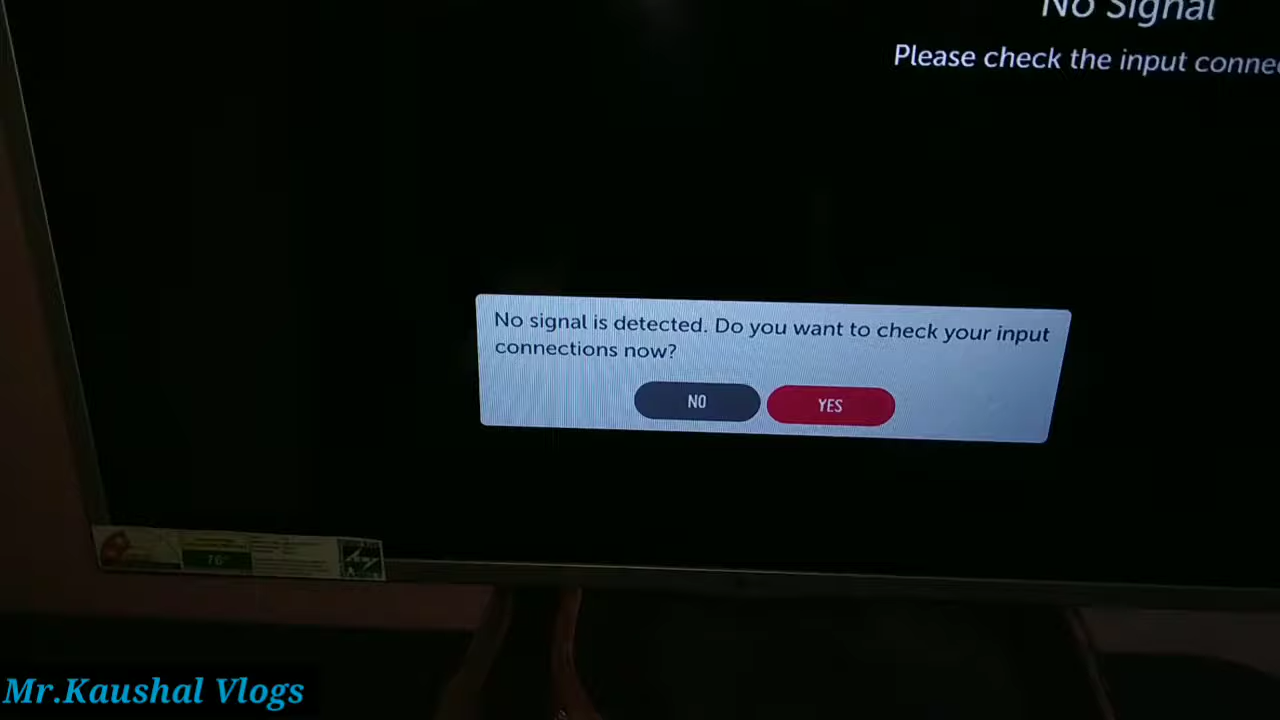 No Signal
Please check the input
No signal is detected. Do you want to check your input
connections now?
NO
YES
Mr.Kaushal Vlogs